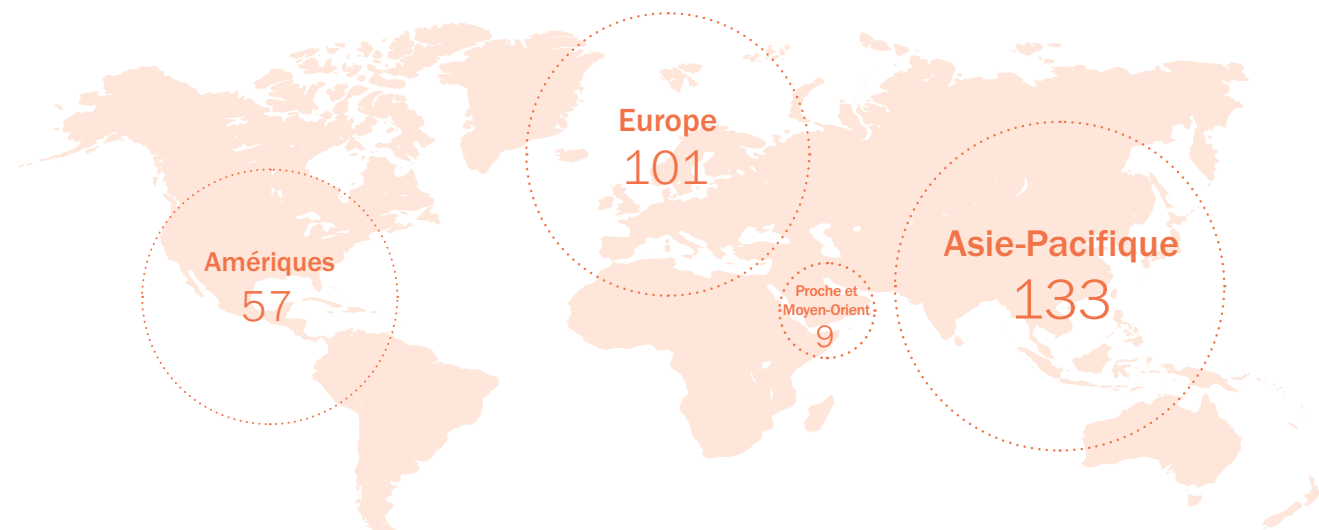 Europe
101
Amériques
57
Proche et
Moyen-Orient
9
Asie-Pacifique
133